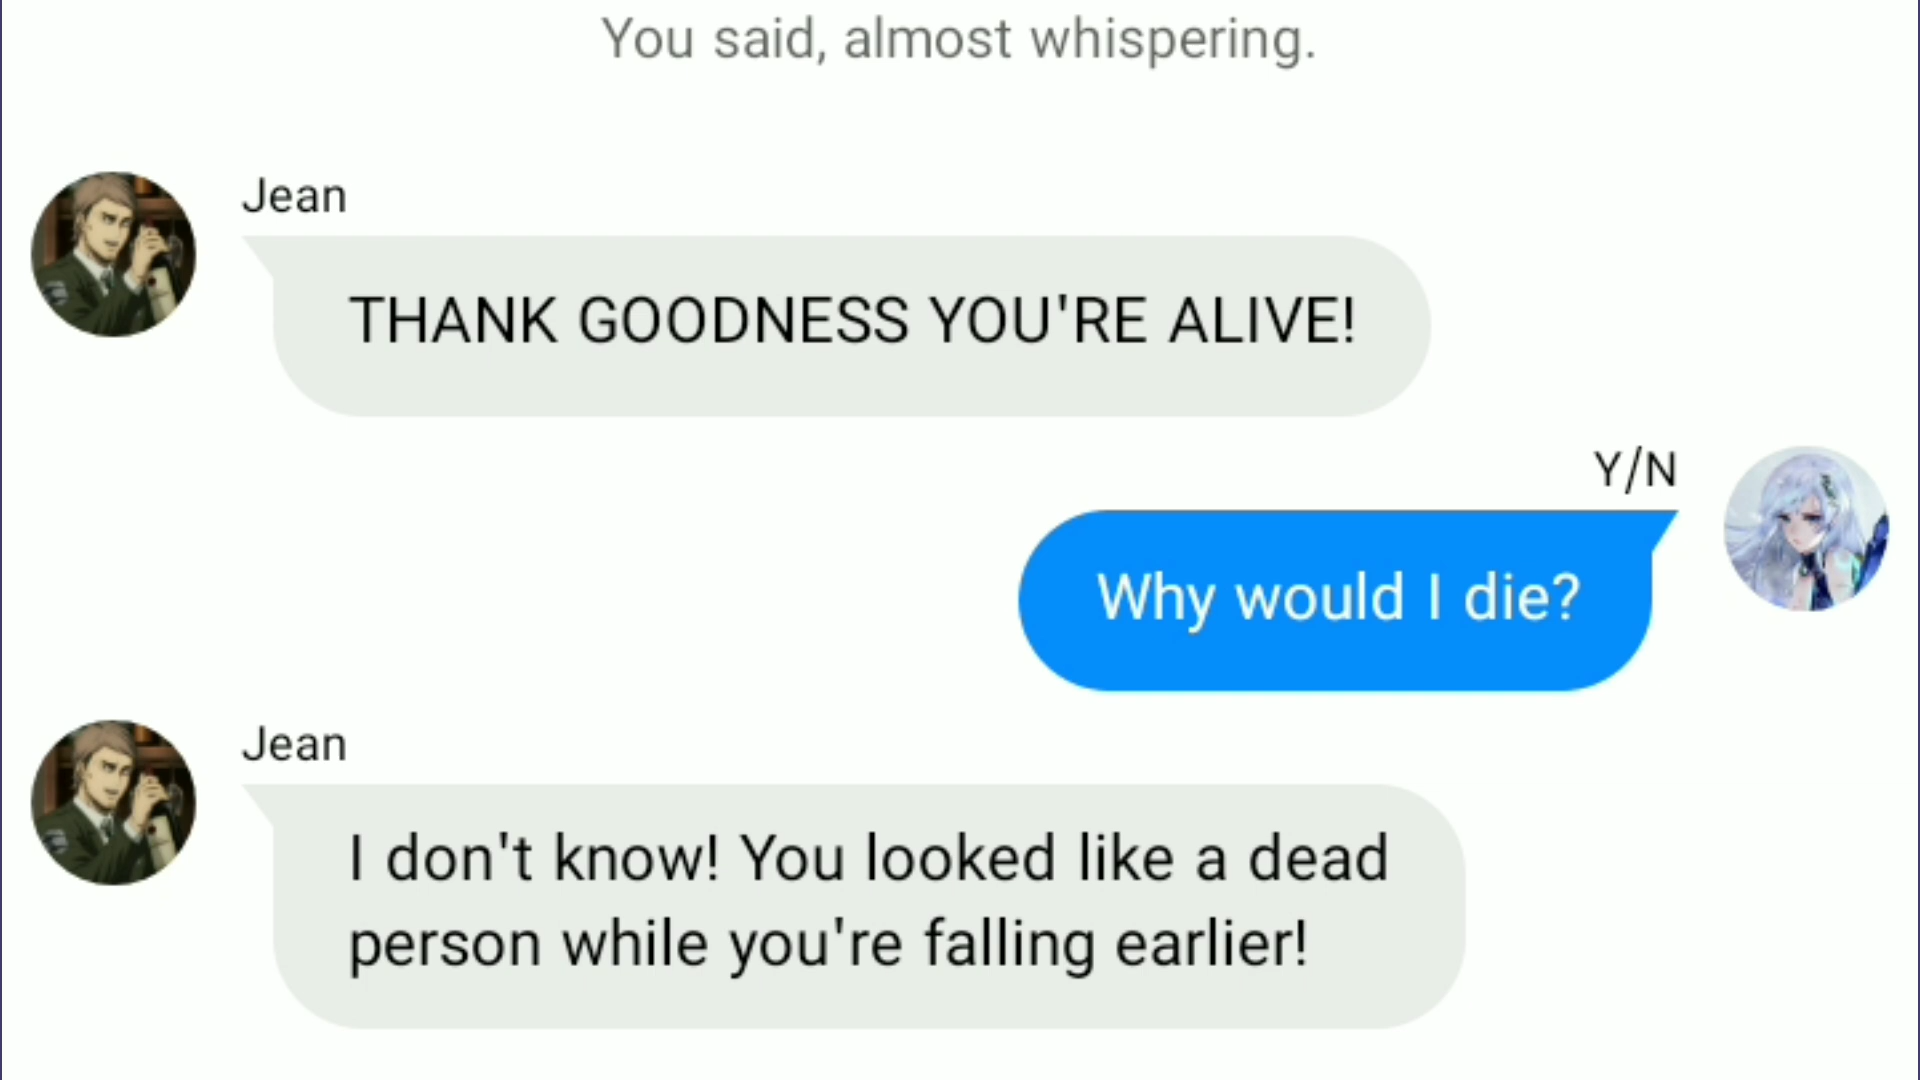 You said, almost whispering.
Jean
THANK GOODNESS YOU'RE ALIVE!
Y/N
Why would I die?
Jean
I don't know! You looked like a dead
person while you're falling earlier!